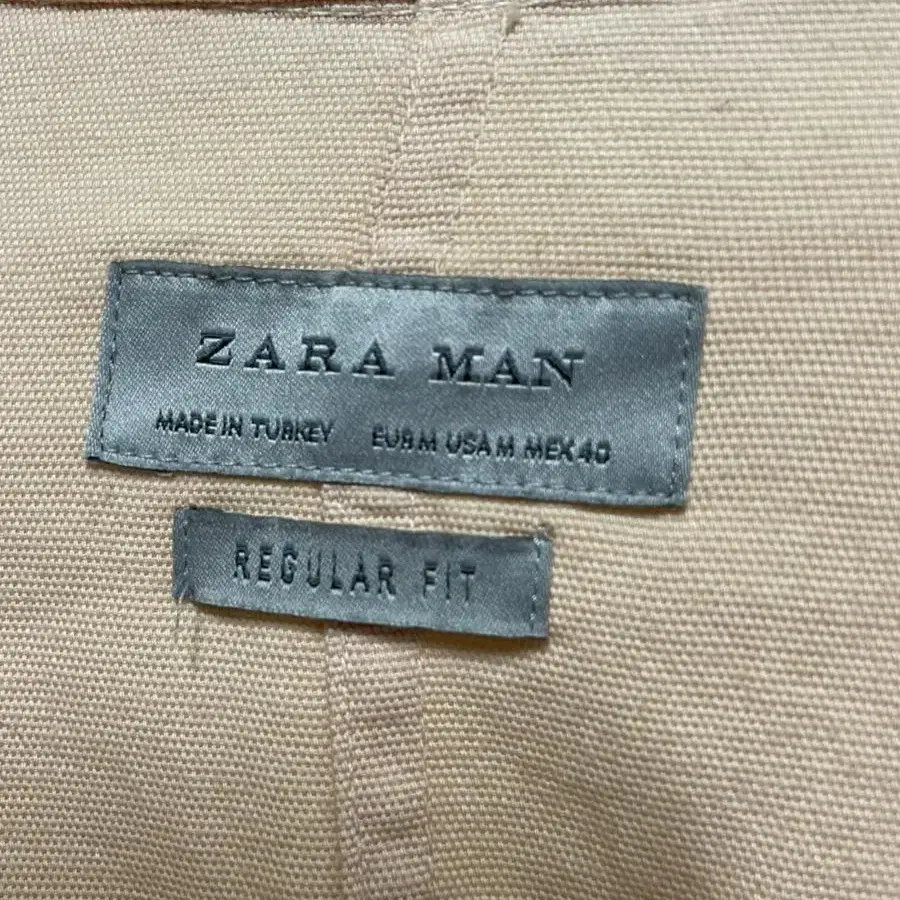 ZARA MAN
MADE IN TURKEY EUR M USA M MEX 40
REGULAR FIT